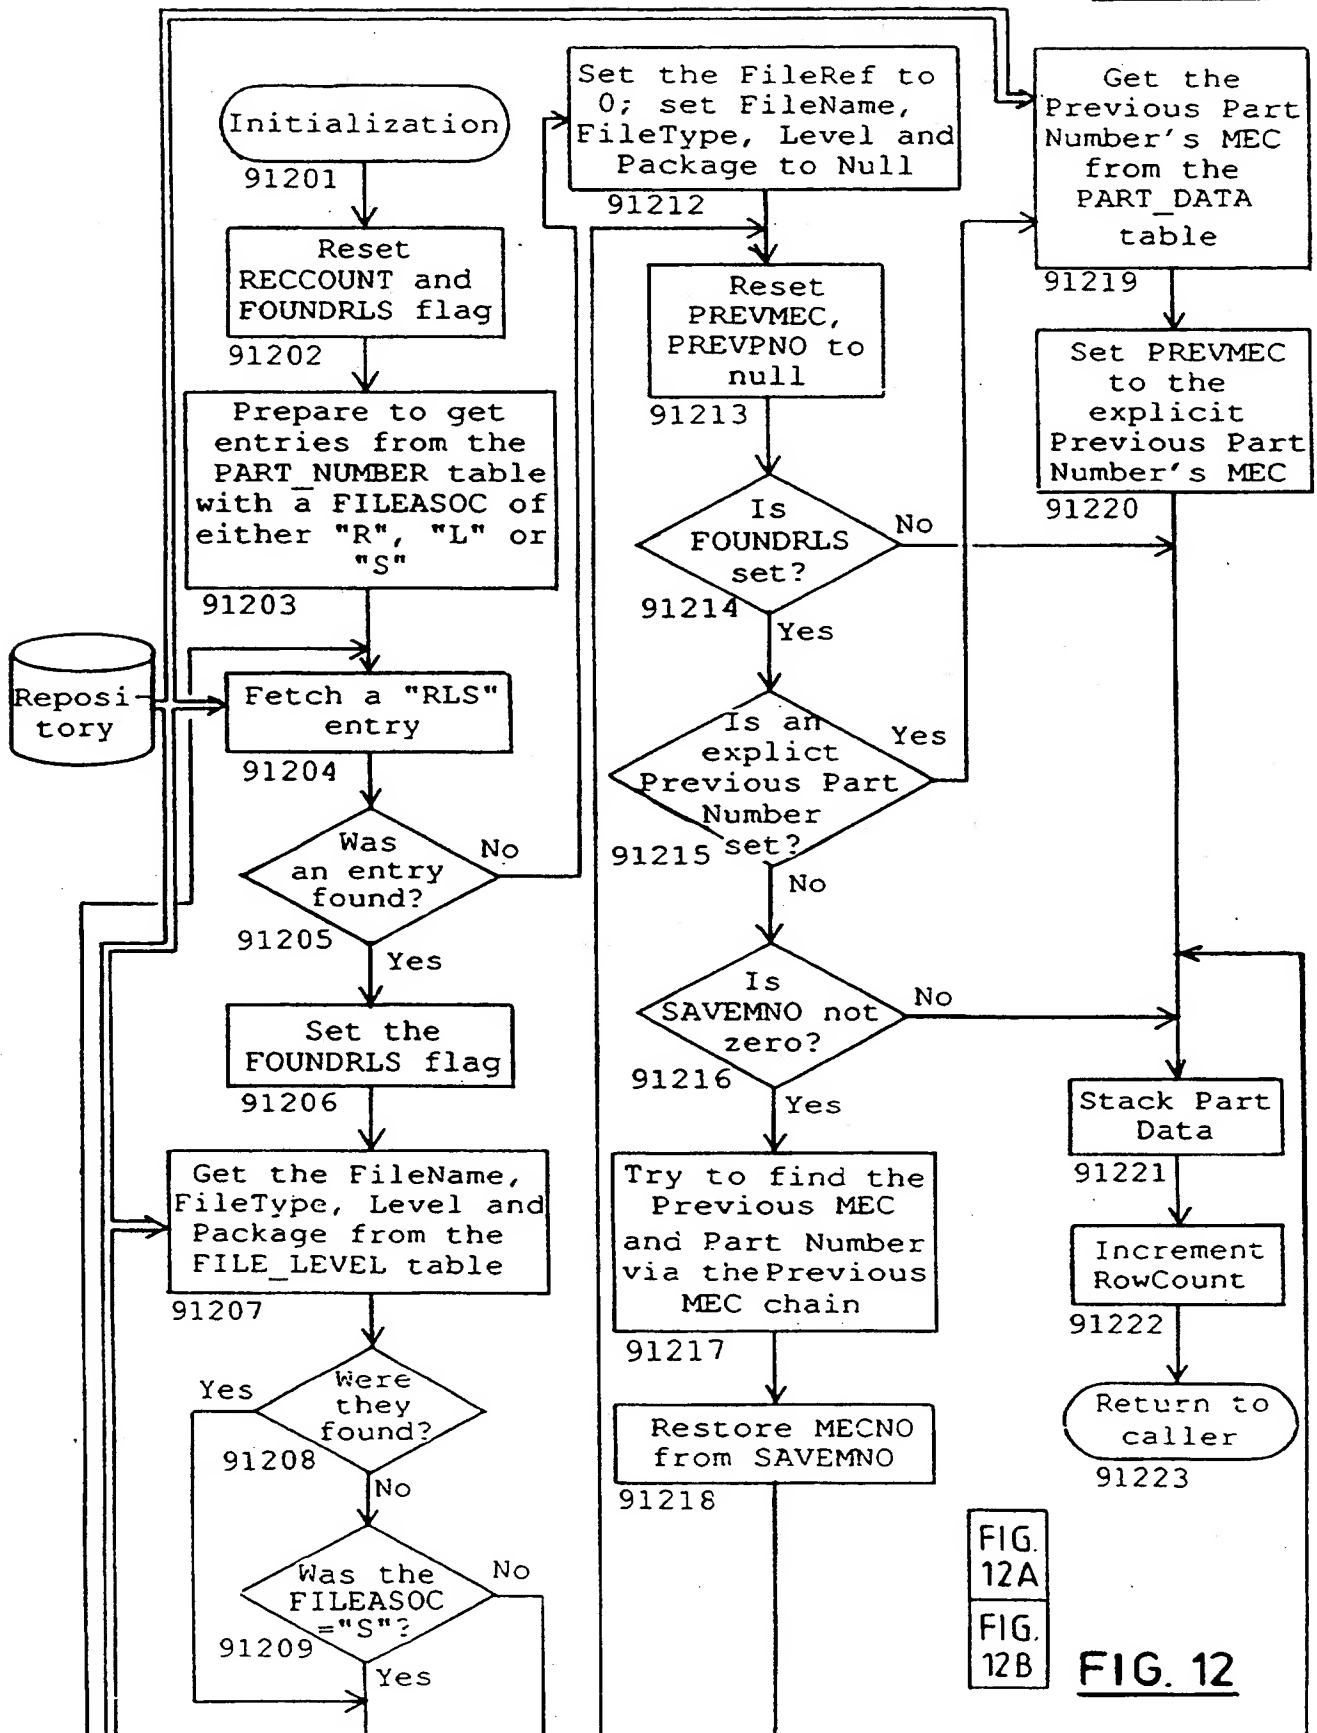 Initialization
91201
Reset
RECCOUNT and
FOUNDRLS flag
91202
Prepare to get
entries from the
PART_NUMBER table
with a FILEASOC of
either "R", "L" or
"S"
91203
Reposi-
tory
Fetch a "RLS"
entry
91204
Was
an entry
found?
No
91205
Yes
Set the
FOUNDRLS flag
91206
Get the FileName,
FileType, Level and
Package from the
FILE_LEVEL table
91207
Were
they
found?
Yes
91208
No
Was the
FILEASOC
="S"?
No
91209
Yes
Set the FileRef to
0; set FileName,
FileType, Level and
Package to Null
91212
Reset
PREVMEC,
PREVPNO to
null
91213
Is
FOUNDRLS
set?
No
91214
Yes
Is an
explict
Previous Part
Number
set?
Yes
91215
No
Is
SAVEMNO not
zero?
No
91216
Yes
Try to find the
Previous MEC
and Part Number
via the Previous
MEC chain
91217
Restore MECNO
from SAVEMNO
91218
Get the
Previous Part
Number's MEC
from the
PART_DATA
table
91219
Set PREVMEC
to the
explicit
Previous Part
Number's MEC
91220
Stack Part
Data
91221
Increment
RowCount
91222
Return to
caller
91223
FIG.
12A
FIG.
12B
FIG. 12